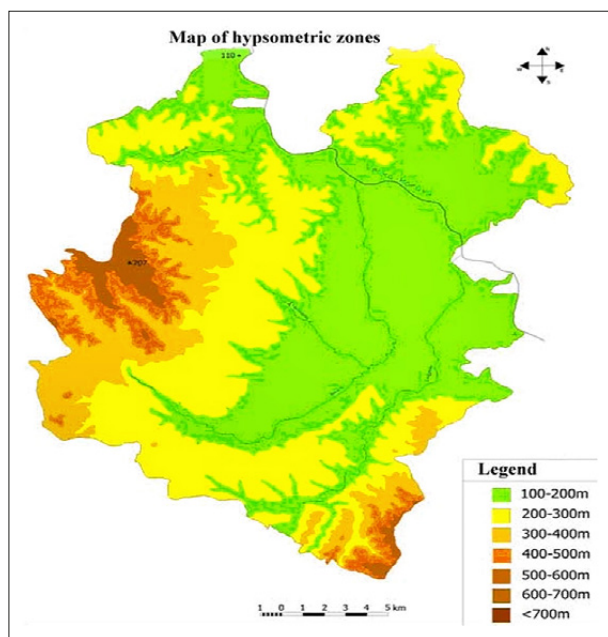 Map of hypsometric zones
110
707
Legend
100-200m
200-300m
300-400m
400-500m
500-600m
600-700m
<700m
1 0 1 2 3 4 5 km